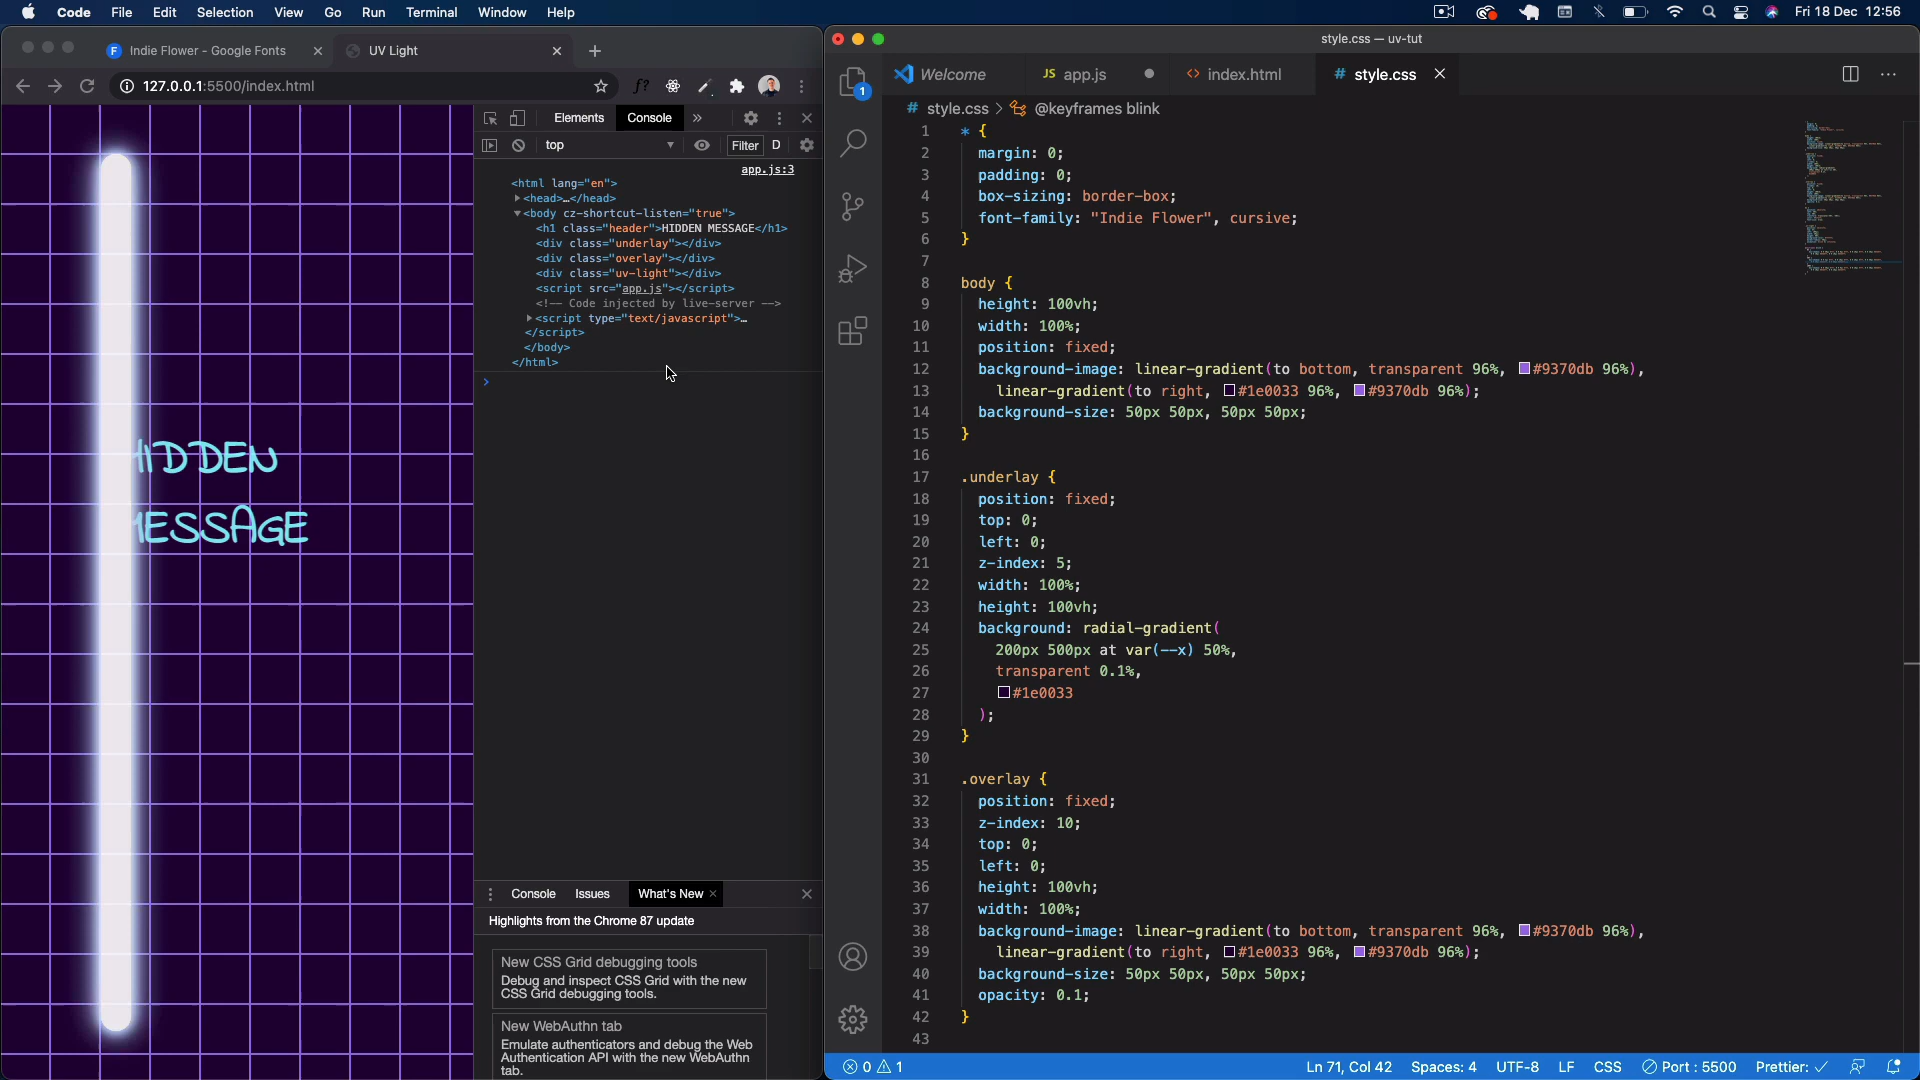 Code File Edit Selection View Go Run Terminal Window Help Fri 18 Dec 12:56
Indie Flower - Google Fonts
UV Light
127.0.0.1:5500/index.html
HIDDEN
MESSAGE
Elements Console
top Filter D
app.js:3
<html lang="en">
<head>…</head>
<body cz-shortcut-listen="true">
<h1 class="header">HIDDEN MESSAGE</h1>
<div class="underlay"></div>
<div class="overlay"></div>
<div class="uv-light"></div>
<script src="app.js"></script>
<!-- Code injected by live-server -->
<script type="text/javascript">…
</script>
</body>
</html>
Console Issues What's New
Highlights from the Chrome 87 update
New CSS Grid debugging tools
Debug and inspect CSS Grid with the new
CSS Grid debugging tools.
New WebAuthn tab
Emulate authenticators and debug the Web
Authentication API with the new WebAuthn
tab.
style.css — uv-tut
1
Welcome JS app.js index.html # style.css
# style.css > @keyframes blink
1 * {
2 margin: 0;
3 padding: 0;
4 box-sizing: border-box;
5 font-family: "Indie Flower", cursive;
6 }
7
8 body {
9 height: 100vh;
10 width: 100%;
11 position: fixed;
12 background-image: linear-gradient(to bottom, transparent 96%, #9370db 96%),
13 linear-gradient(to right, #1e0033 96%, #9370db 96%);
14 background-size: 50px 50px, 50px 50px;
15 }
16
17 .underlay {
18 position: fixed;
19 top: 0;
20 left: 0;
21 z-index: 5;
22 width: 100%;
23 height: 100vh;
24 background: radial-gradient(
25 200px 500px at var(--x) 50%,
26 transparent 0.1%,
27 #1e0033
28 );
29 }
30
31 .overlay {
32 position: fixed;
33 z-index: 10;
34 top: 0;
35 left: 0;
36 height: 100vh;
37 width: 100%;
38 background-image: linear-gradient(to bottom, transparent 96%, #9370db 96%),
39 linear-gradient(to right, #1e0033 96%, #9370db 96%);
40 background-size: 50px 50px, 50px 50px;
41 opacity: 0.1;
42 }
43
0 1 Ln 71, Col 42 Spaces: 4 UTF-8 LF CSS Port : 5500 Prettier: ✓